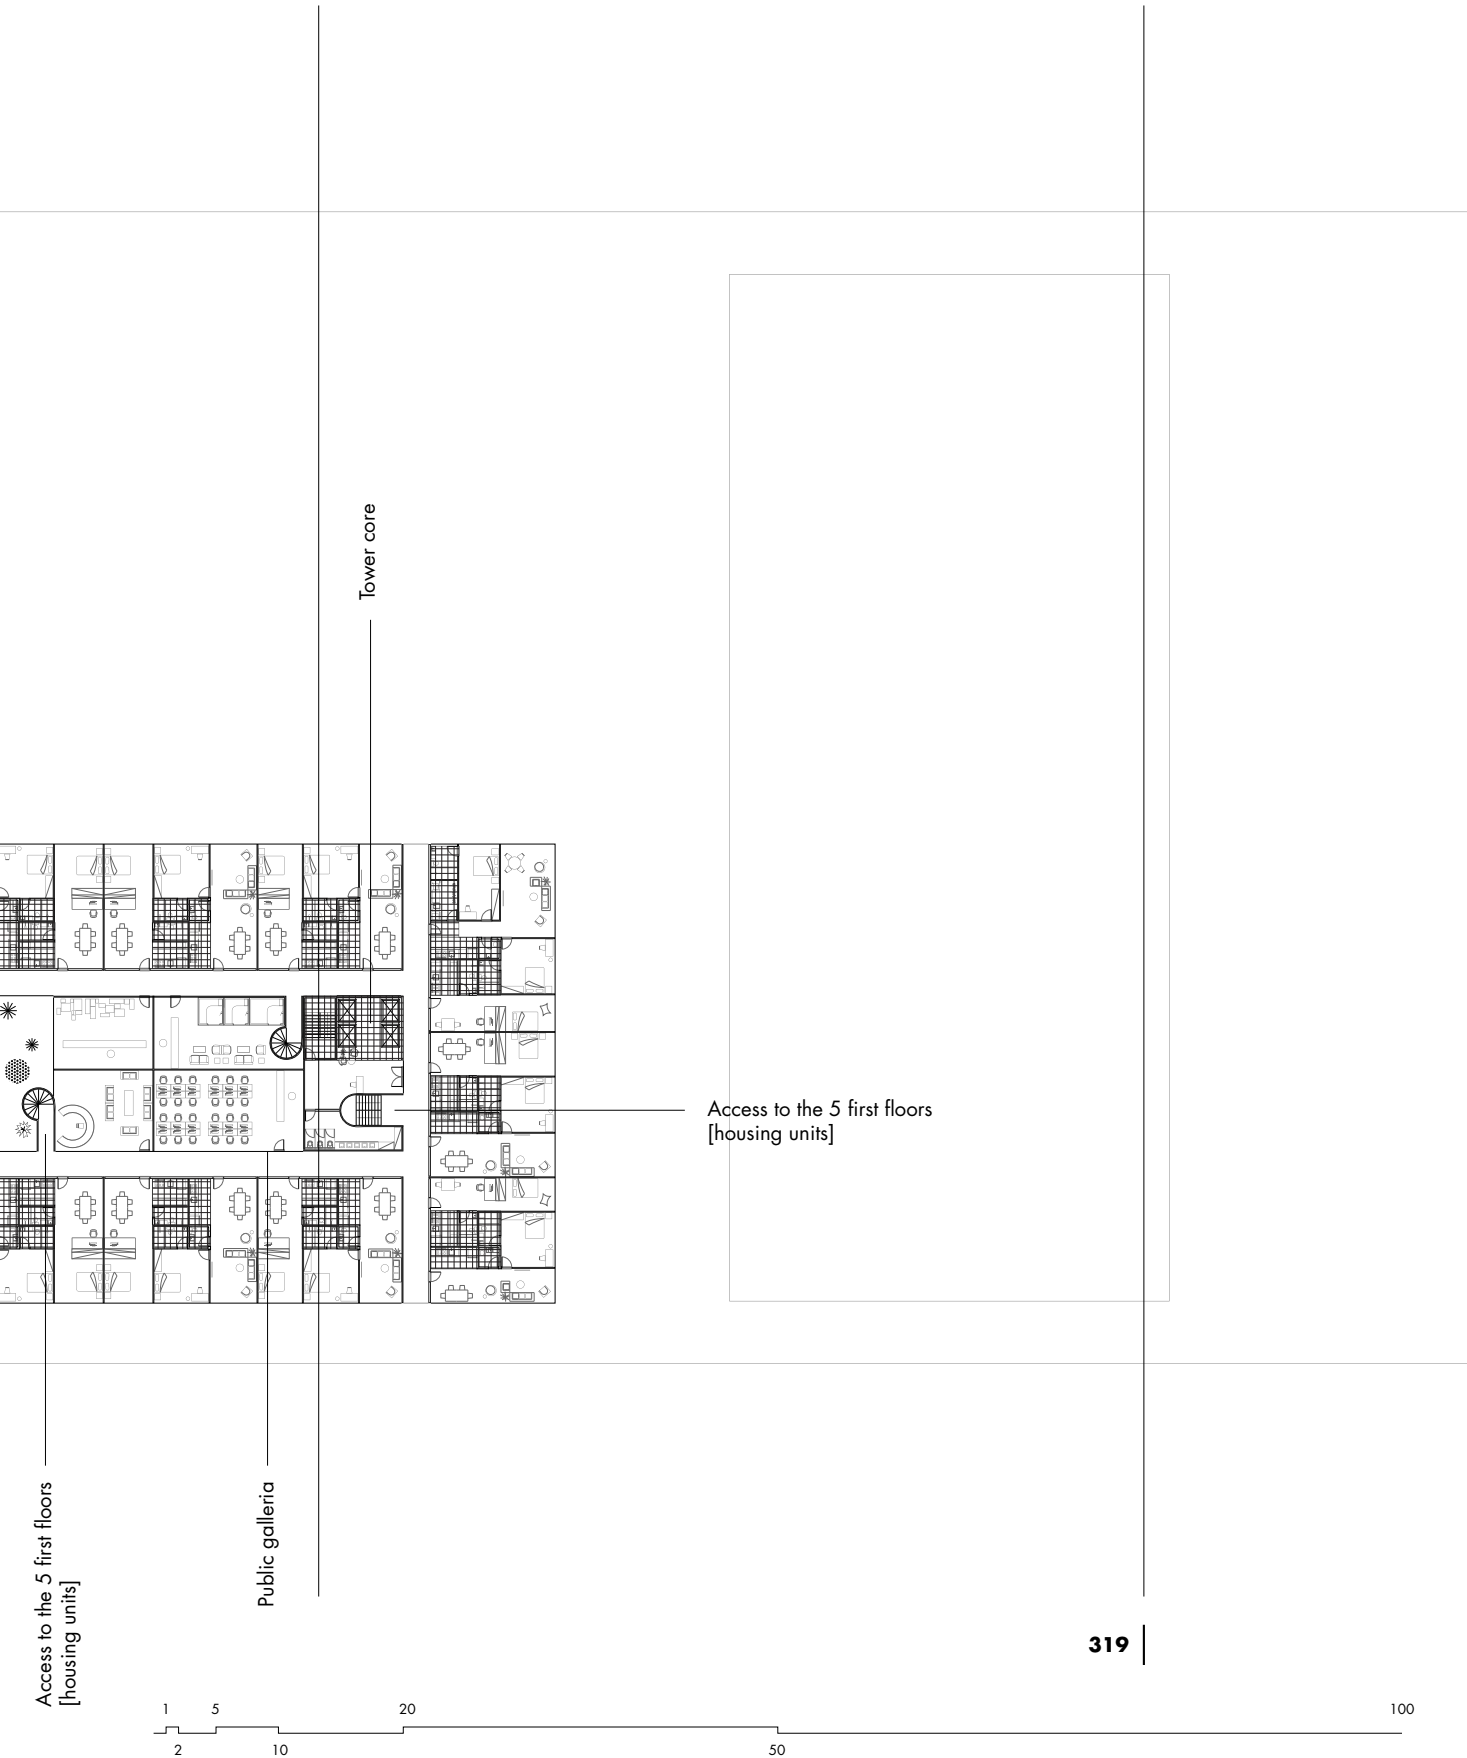 Tower core
Access to the 5 first floors
[housing units]
Access to the 5 first floors
[housing units]
Public galleria
319
1 5 20 100
2 10 50